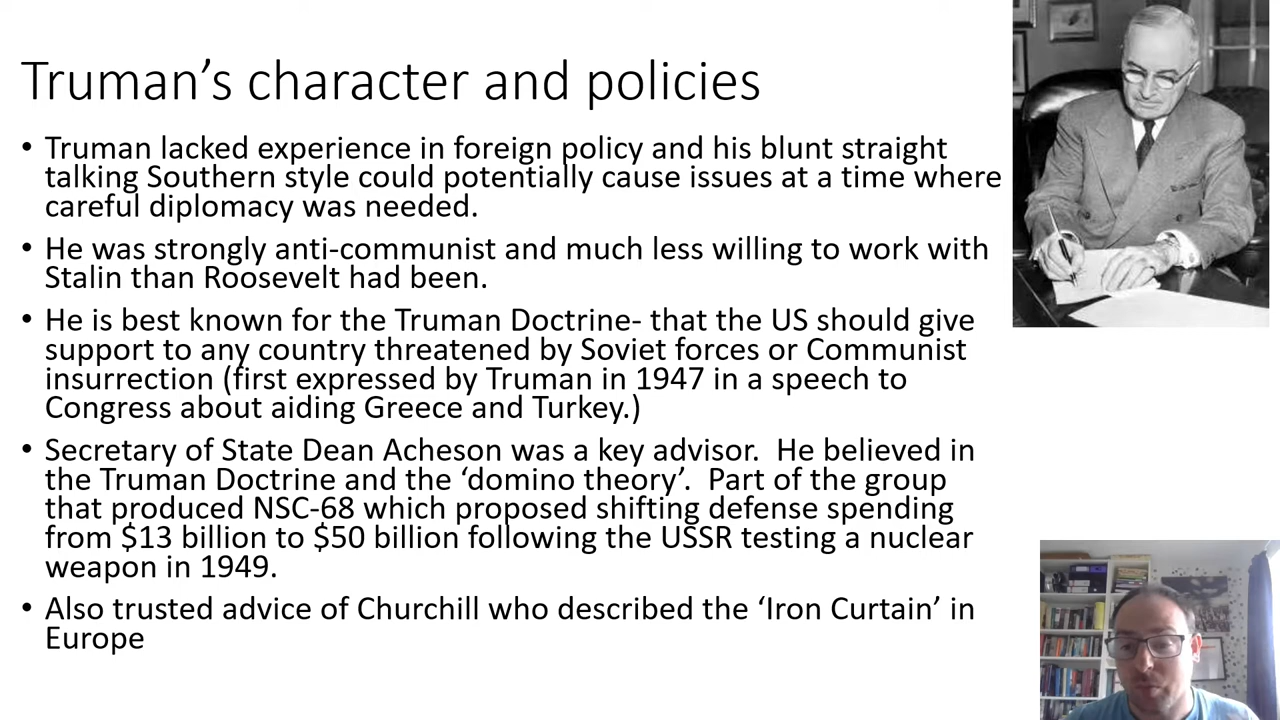 Truman’s character and policies
• Truman lacked experience in foreign policy and his blunt straight
talking Southern style could potentially cause issues at a time where
careful diplomacy was needed.
• He was strongly anti-communist and much less willing to work with
Stalin than Roosevelt had been.
• He is best known for the Truman Doctrine- that the US should give
support to any country threatened by Soviet forces or Communist
insurrection (first expressed by Truman in 1947 in a speech to
Congress about aiding Greece and Turkey.)
• Secretary of State Dean Acheson was a key advisor.  He believed in
the Truman Doctrine and the ‘domino theory’.  Part of the group
that produced NSC-68 which proposed shifting defense spending
from $13 billion to $50 billion following the USSR testing a nuclear
weapon in 1949.
• Also trusted advice of Churchill who described the ‘Iron Curtain’ in
Europe